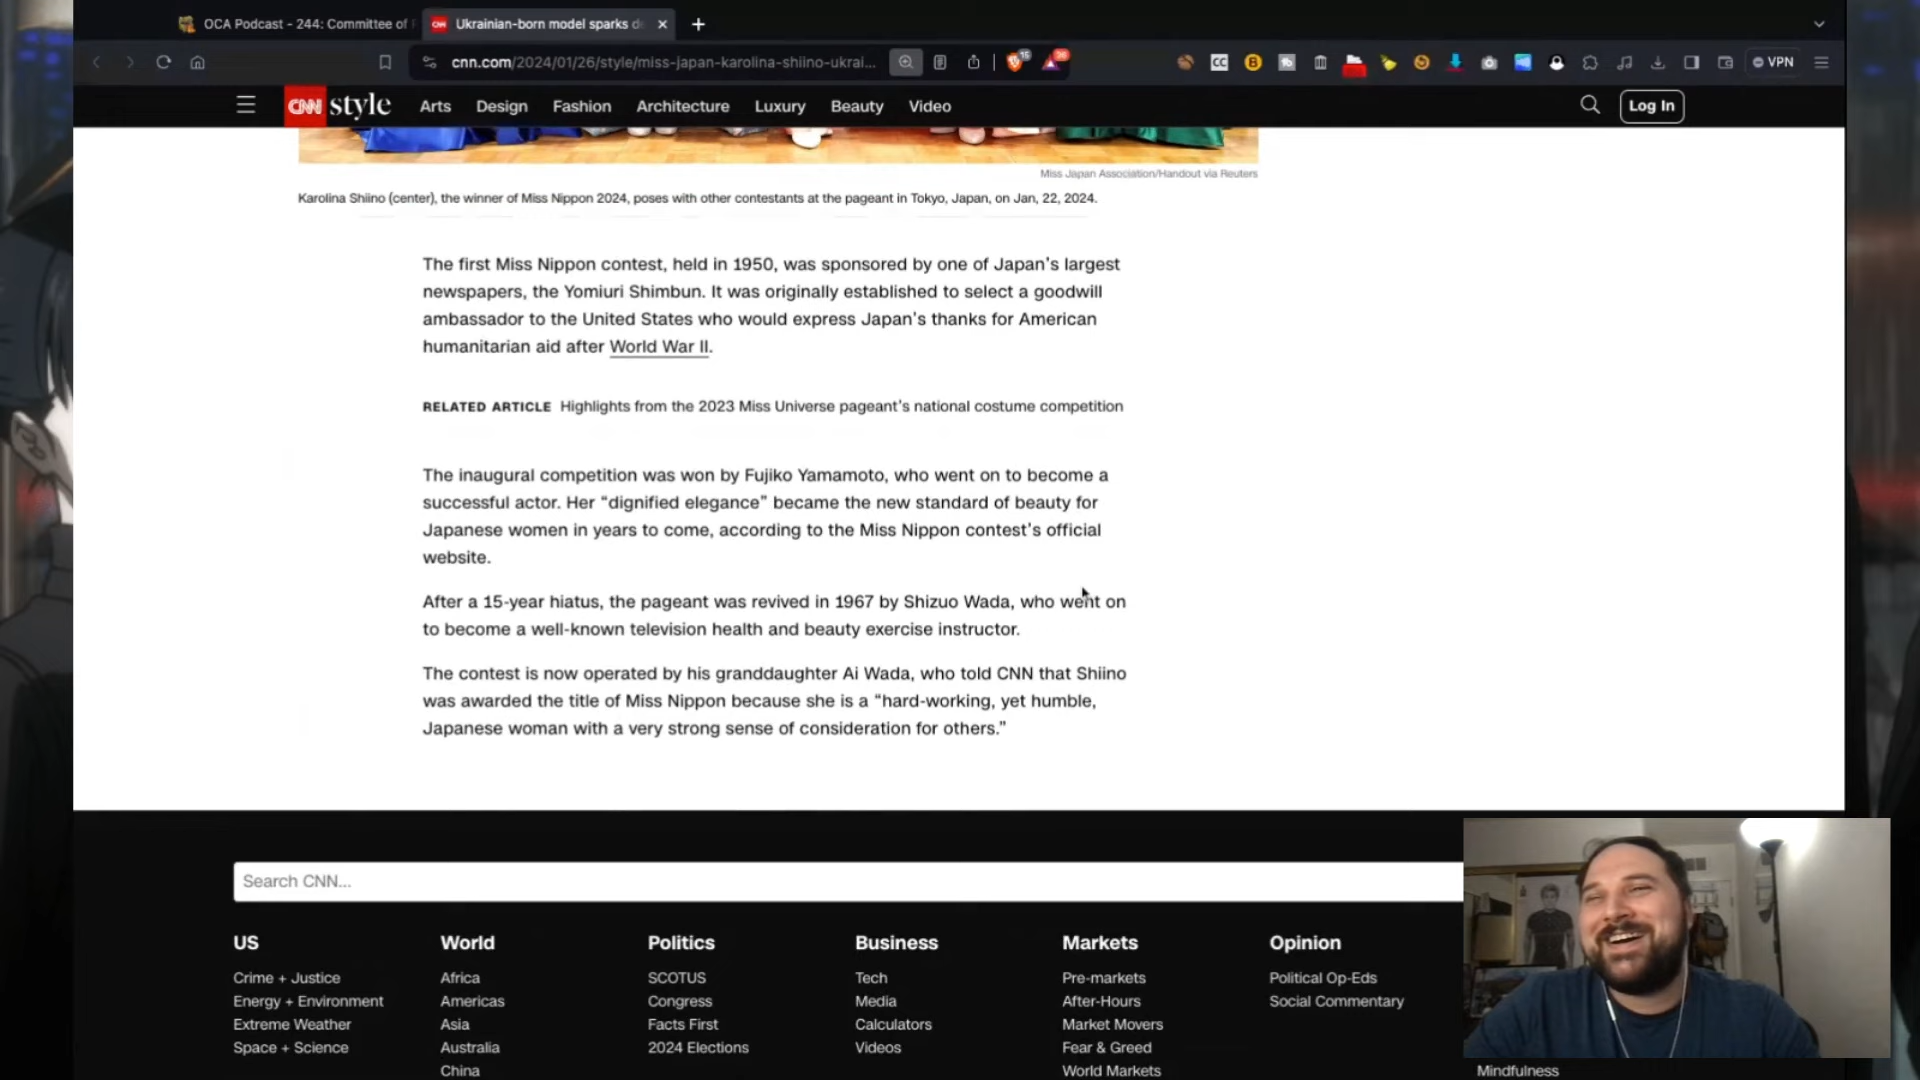 OCA Podcast - 244: Committee of
Ukrainian-born model sparks
cnn.com/2024/01/26/style/miss-japan-karolina-shiino-ukrai...
VPN
CNN style
Arts
Design
Fashion
Architecture
Luxury
Beauty
Video
Log In
Miss Japan Association/Handout via Reuters
Karolina Shiino (center), the winner of Miss Nippon 2024, poses with other contestants at the pageant in Tokyo, Japan, on Jan, 22, 2024.
The first Miss Nippon contest, held in 1950, was sponsored by one of Japan's largest
newspapers, the Yomiuri Shimbun. It was originally established to select a goodwill
ambassador to the United States who would express Japan's thanks for American
humanitarian aid after World War II.
RELATED ARTICLE Highlights from the 2023 Miss Universe pageant's national costume competition
The inaugural competition was won by Fujiko Yamamoto, who went on to become a
successful actor. Her “dignified elegance” became the new standard of beauty for
Japanese women in years to come, according to the Miss Nippon contest's official
website.
After a 15-year hiatus, the pageant was revived in 1967 by Shizuo Wada, who went on
to become a well-known television health and beauty exercise instructor.
The contest is now operated by his granddaughter Ai Wada, who told CNN that Shiino
was awarded the title of Miss Nippon because she is a “hard-working, yet humble,
Japanese woman with a very strong sense of consideration for others.”
Search CNN...
US
Crime + Justice
Energy + Environment
Extreme Weather
Space + Science
World
Africa
Americas
Asia
Australia
China
Politics
SCOTUS
Congress
Facts First
2024 Elections
Business
Tech
Media
Calculators
Videos
Markets
Pre-markets
After-Hours
Market Movers
Fear & Greed
World Markets
Opinion
Political Op-Eds
Social Commentary
Mindfulness